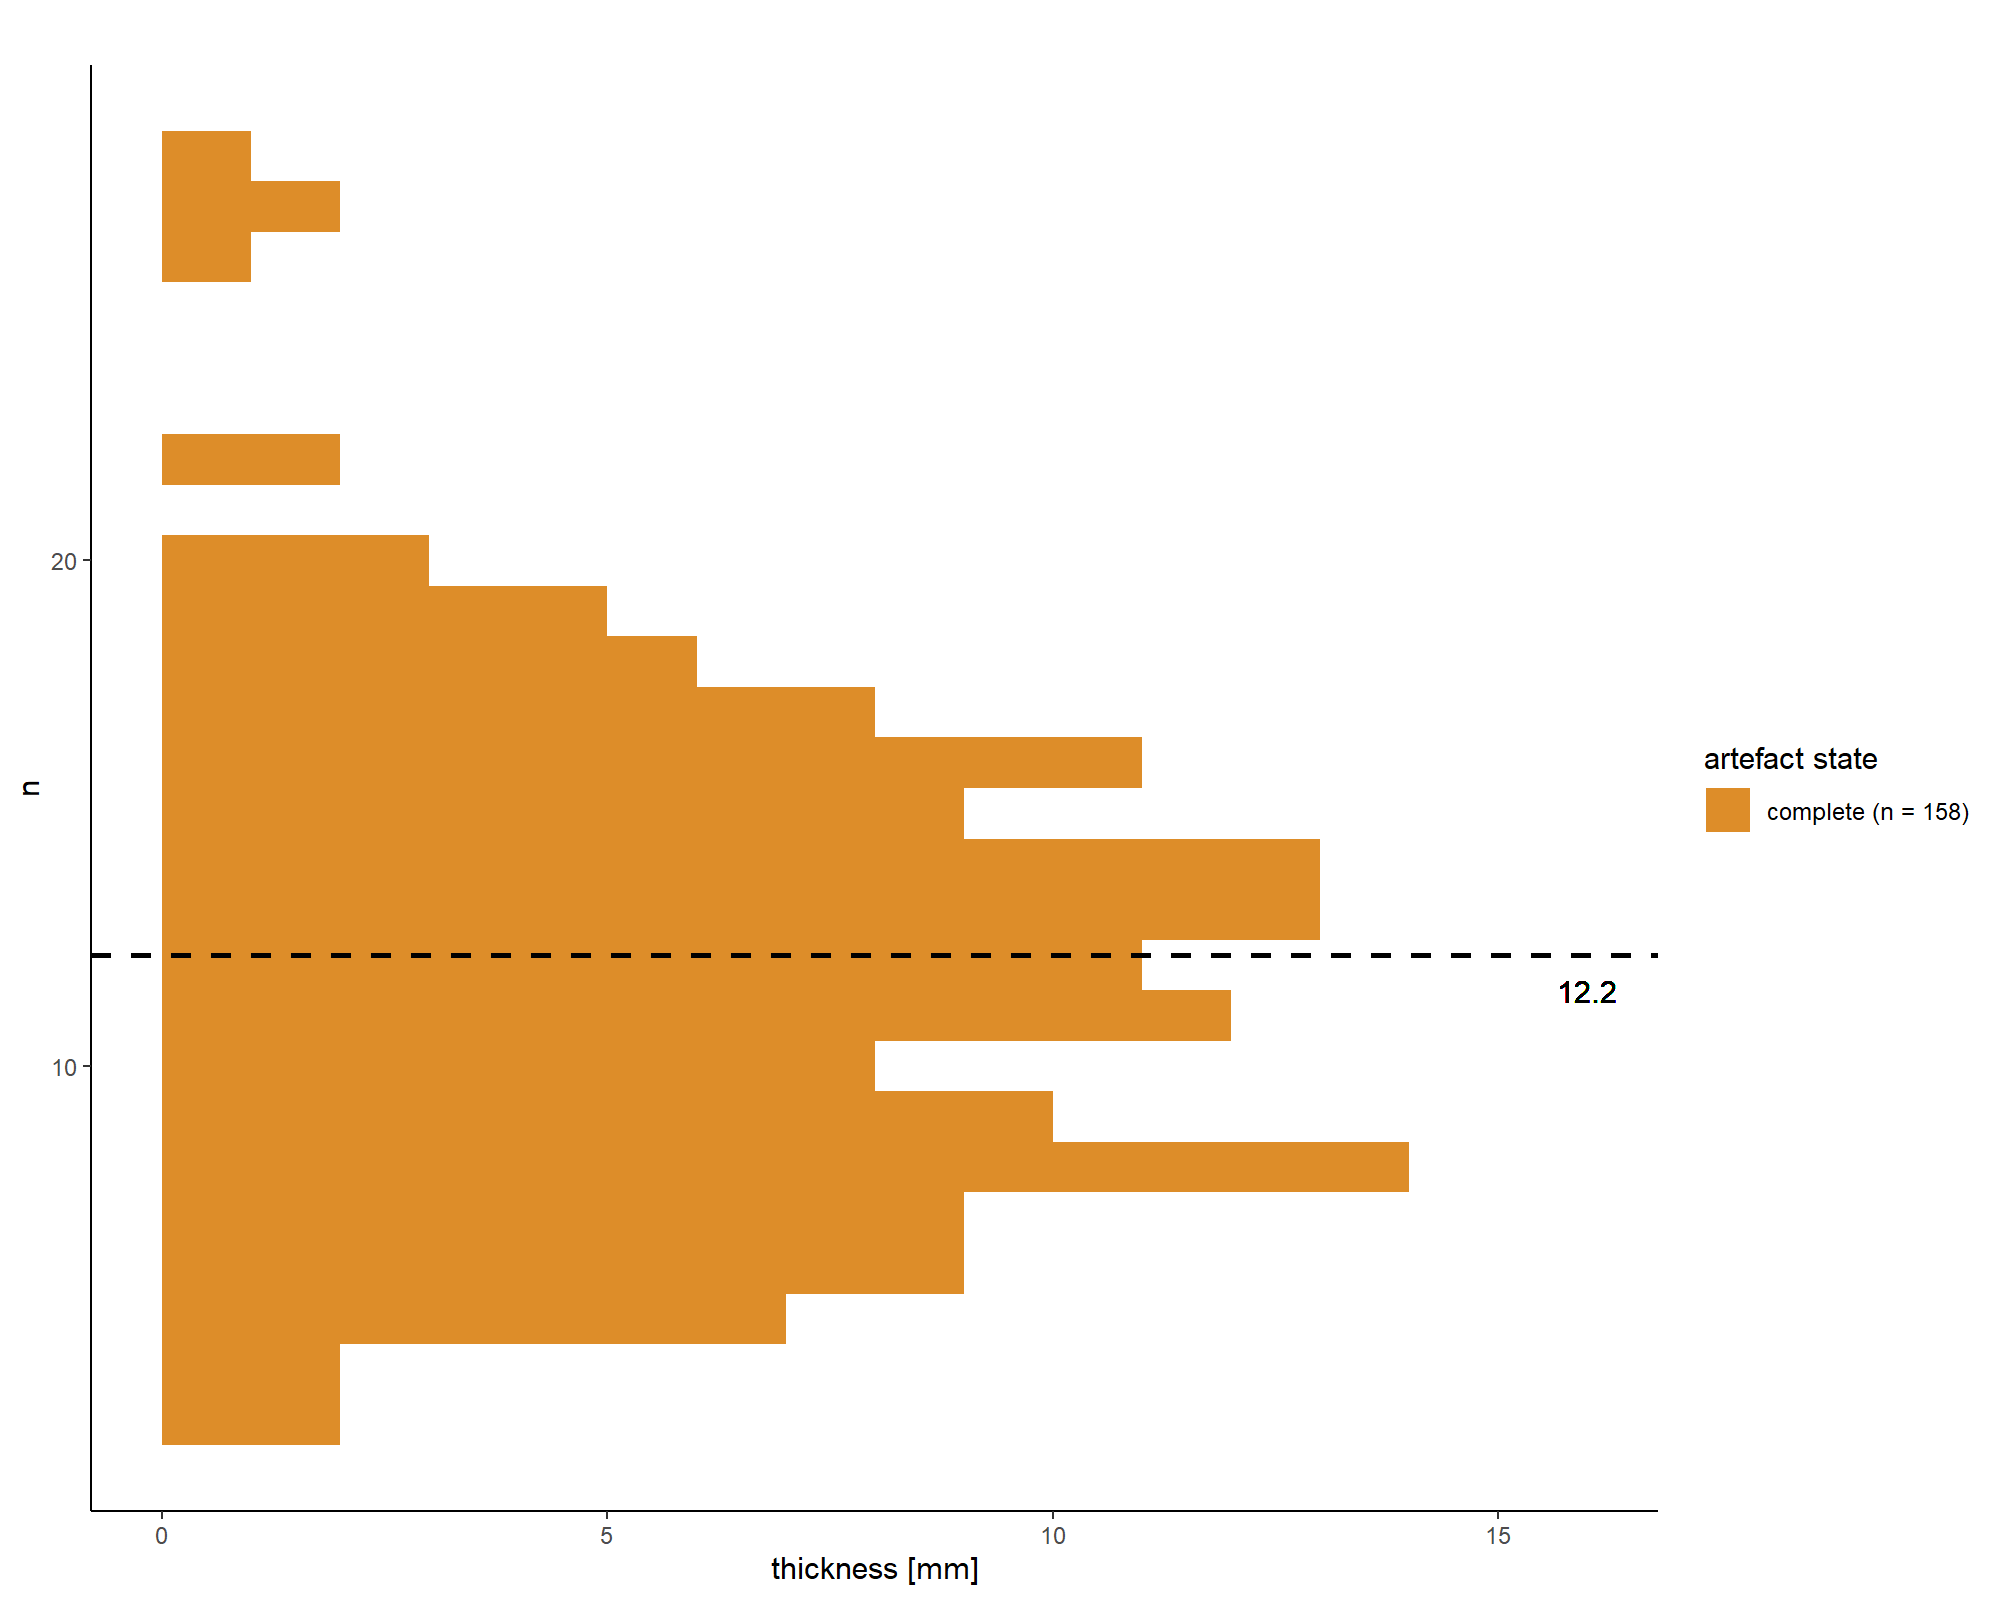 20
10
n
12.2
0 5 10 15
thickness [mm]
artefact state
complete (n = 158)